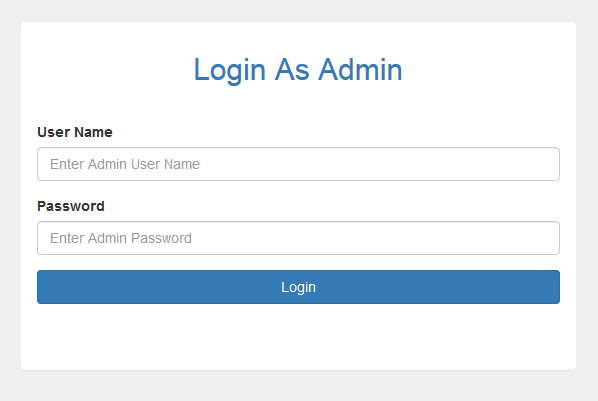 Login As Admin
User Name
Enter Admin User Name
Password
Enter Admin Password
Login